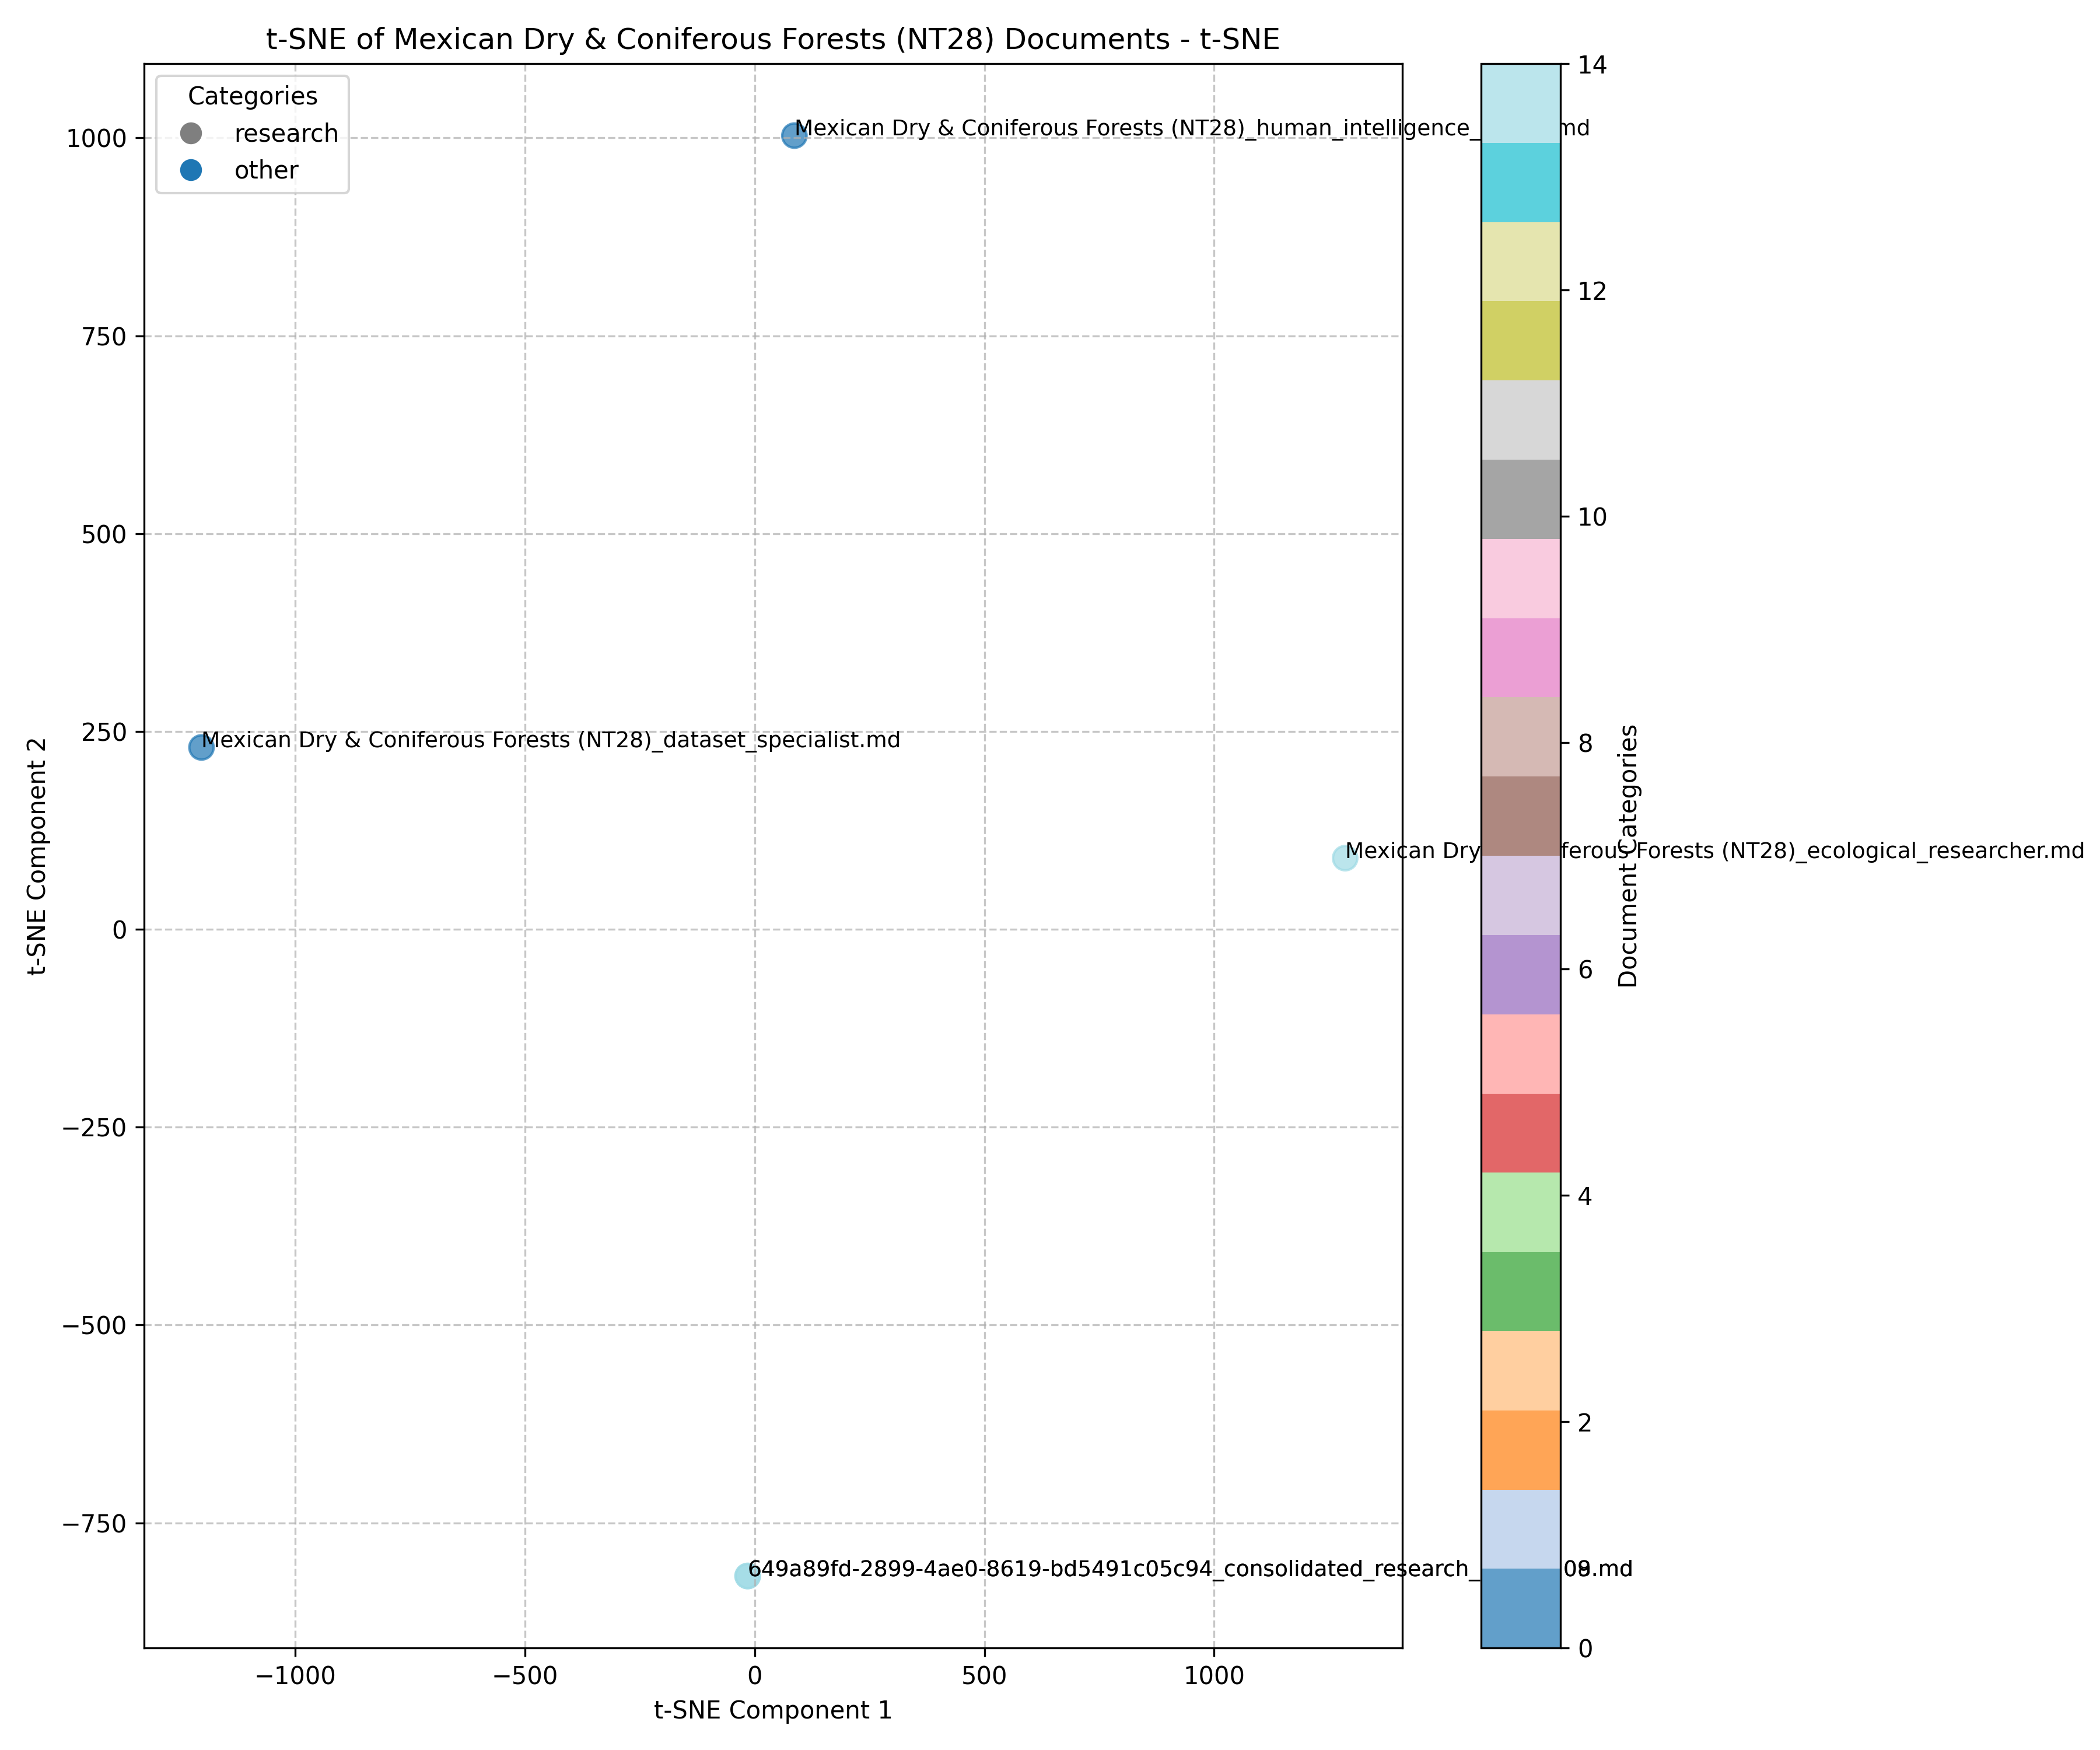 t-SNE of Mexican Dry & Coniferous Forests (NT28) Documents - t-SNE
Categories
research
other
Mexican Dry & Coniferous Forests (NT28)_human_intelligence_ md
Mexican Dry & Coniferous Forests (NT28)_dataset_specialist.md
Mexican Dry ferous Forests (NT28)_ecological_researcher.md
649a89fd-2899-4ae0-8619-bd5491c05c94_consolidated_research_ .md
1000
750
500
250
0
−250
−500
−750
t-SNE Component 2
−1000
−500
0
500
1000
t-SNE Component 1
14
12
10
8
6
4
2
0
Document Categories